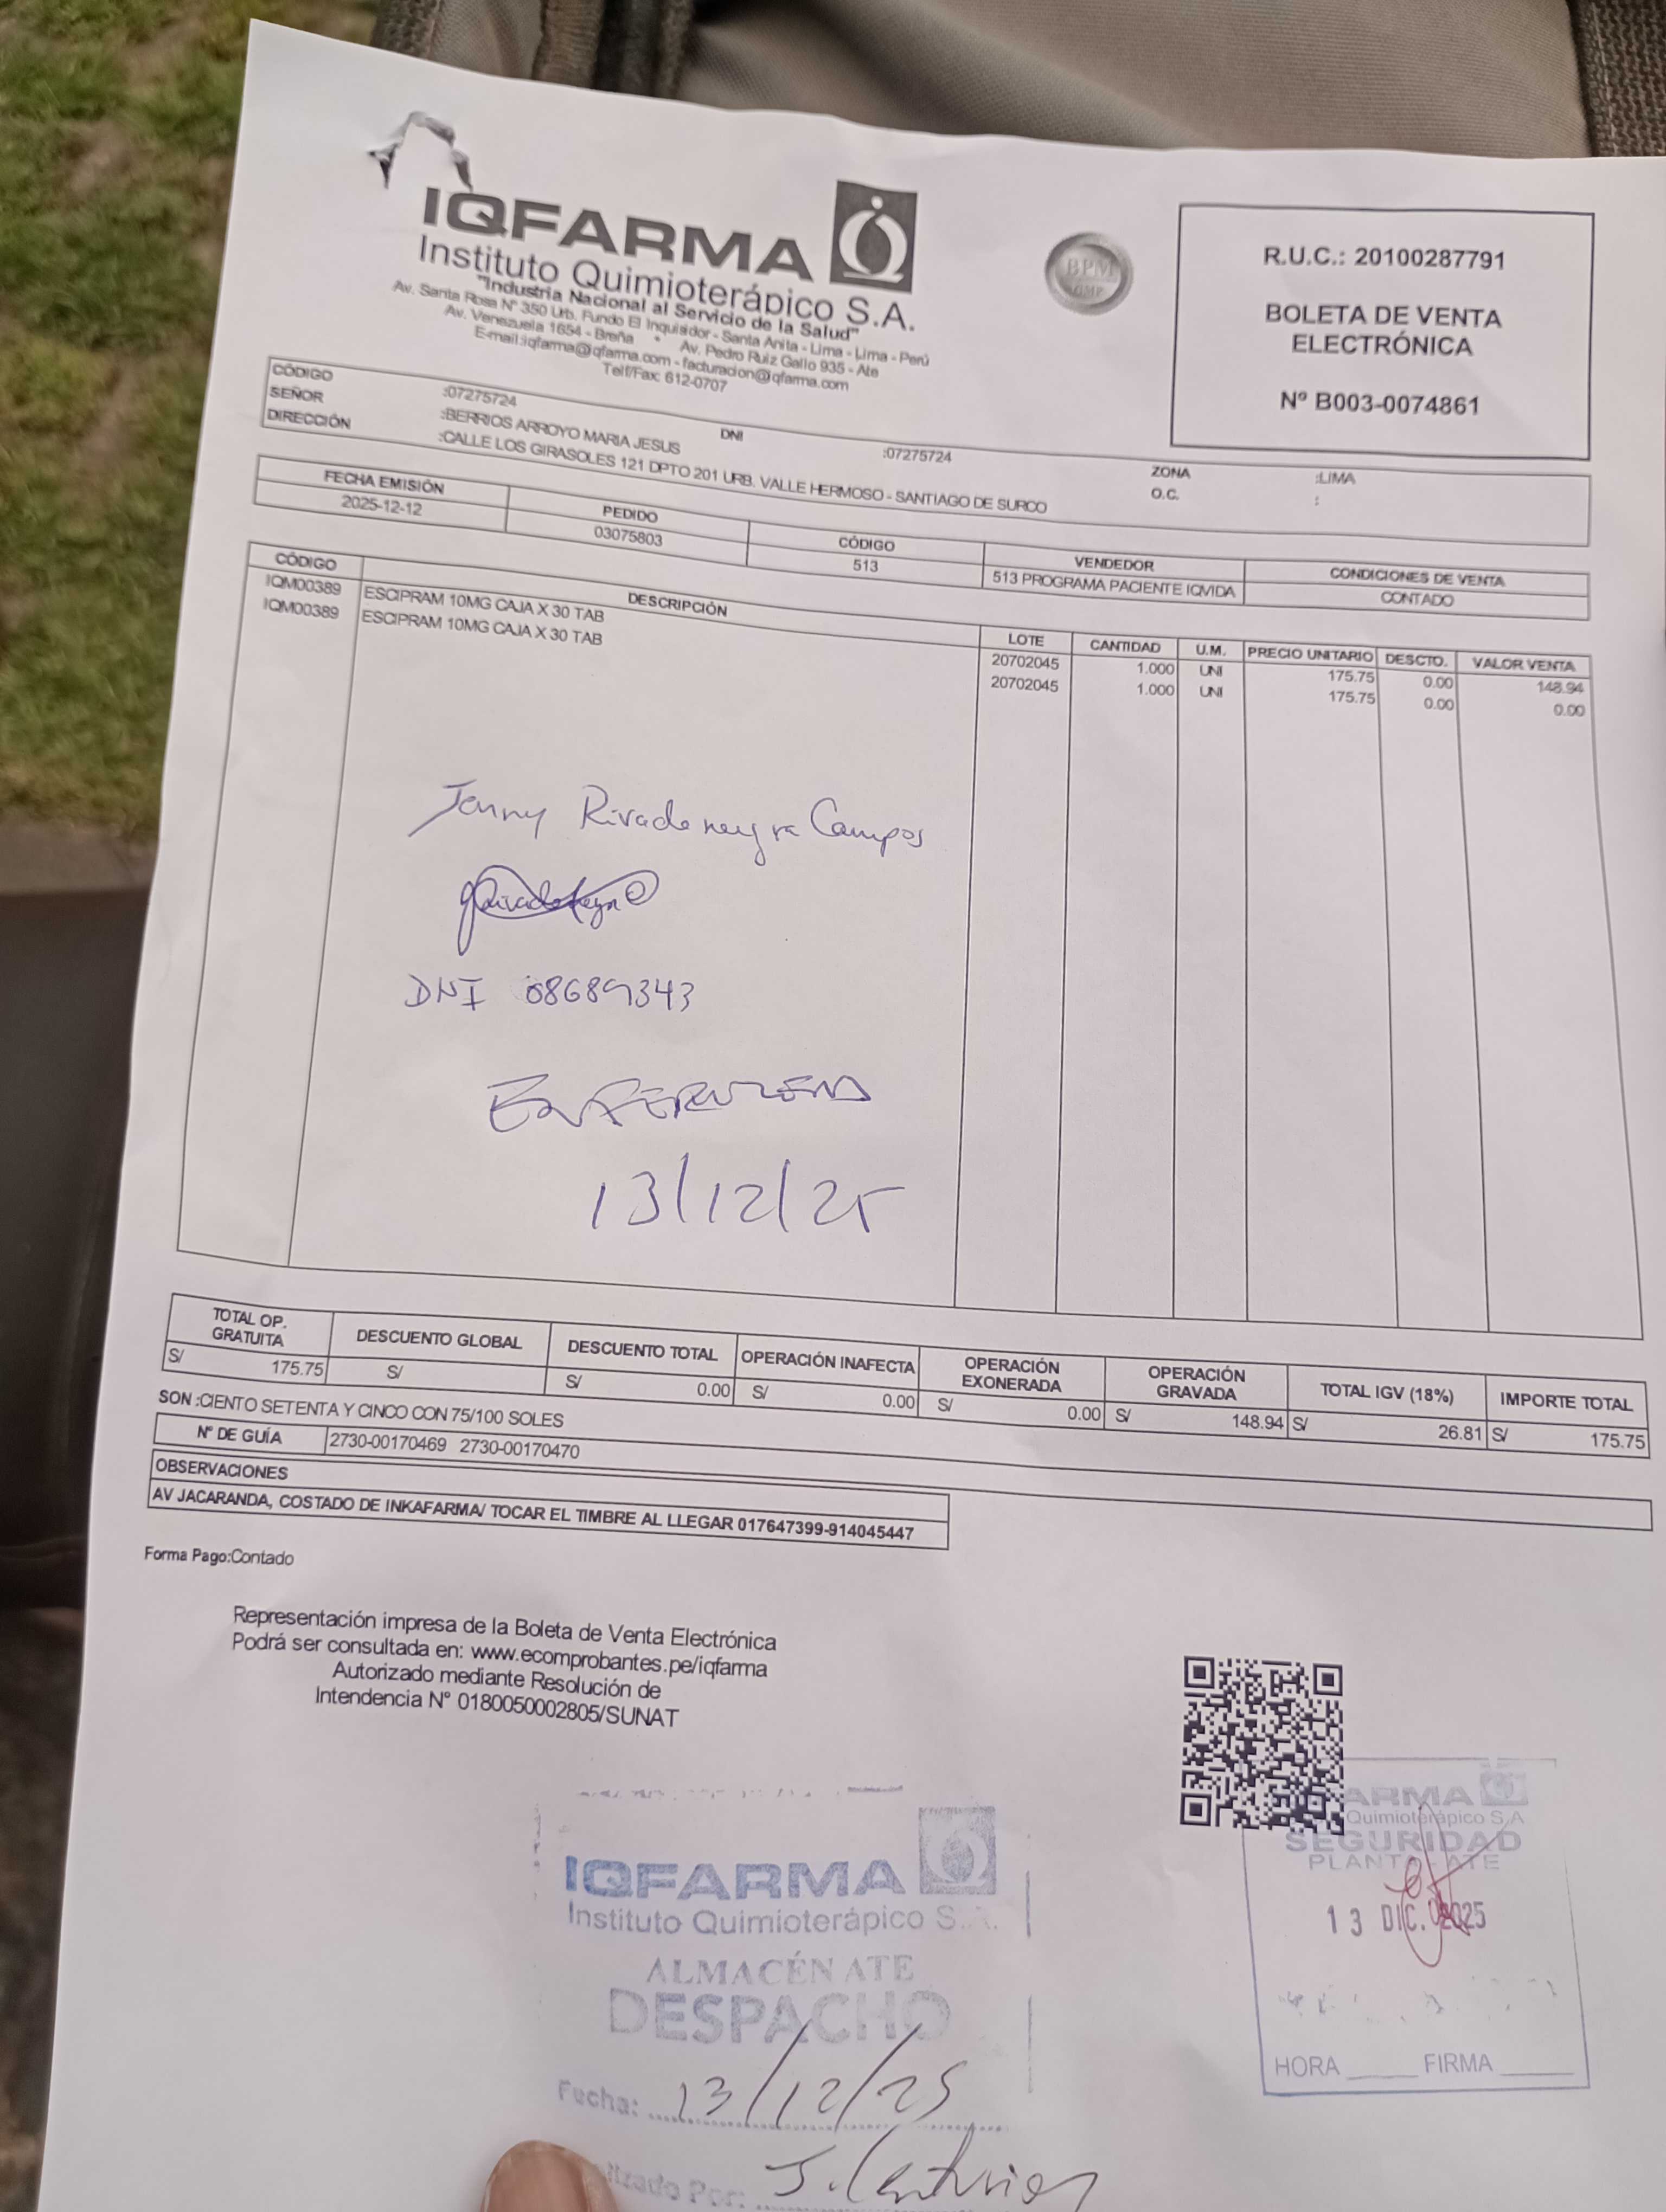 IQFARMA
Instituto Quimioterápico S.A.
"Industria Nacional al Servicio de la Salud"
Av. Santa Rosa N° 350 Urb. Fundo El Inquisidor - Santa Anita - Lima - Lima - Perú
Av. Venezuela 1654 - Breña * Av. Pedro Ruiz Gallo 935 - Ate
E-mail:iqfarma@iqfarma.com - facturacion@iqfarma.com
Telf/Fax: 612-0707
BPM
GMP
R.U.C.: 20100287791
BOLETA DE VENTA
ELECTRÓNICA
Nº B003-0074861
CÓDIGO :07275724
SEÑOR :BERRIOS ARROYO MARIA JESUS DNI :07275724 ZONA :LIMA
DIRECCIÓN :CALLE LOS GIRASOLES 121 DPTO 201 URB. VALLE HERMOSO - SANTIAGO DE SURCO O.C. :
FECHA EMISIÓN PEDIDO CÓDIGO VENDEDOR CONDICIONES DE VENTA
2025-12-12 03075803 513 513 PROGRAMA PACIENTE IQVIDA CONTADO
CÓDIGO DESCRIPCIÓN LOTE CANTIDAD U.M. PRECIO UNITARIO DESCTO. VALOR VENTA
IQM00389 ESCIPRAM 10MG CAJA X 30 TAB 20702045 1.000 UNI 175.75 0.00 148.94
IQM00389 ESCIPRAM 10MG CAJA X 30 TAB 20702045 1.000 UNI 175.75 0.00 0.00
Jenny Rivadeneyra Campos
DNI 08689343
13/12/25
TOTAL OP. GRATUITA DESCUENTO GLOBAL DESCUENTO TOTAL OPERACIÓN INAFECTA OPERACIÓN EXONERADA OPERACIÓN GRAVADA TOTAL IGV (18%) IMPORTE TOTAL
S/ 175.75 S/ S/ 0.00 S/ 0.00 S/ 0.00 S/ 148.94 S/ 26.81 S/ 175.75
SON :CIENTO SETENTA Y CINCO CON 75/100 SOLES
N° DE GUÍA 2730-00170469 2730-00170470
OBSERVACIONES
AV JACARANDA, COSTADO DE INKAFARMA/ TOCAR EL TIMBRE AL LLEGAR 017647399-914045447
Forma Pago:Contado
Representación impresa de la Boleta de Venta Electrónica
Podrá ser consultada en: www.ecomprobantes.pe/iqfarma
Autorizado mediante Resolución de
Intendencia N° 0180050002805/SUNAT
ARMA
Quimioterápico S.A
SEGURIDAD
PLANTA ATE
13 DIC. 2025
HORA FIRMA
IQFARMA
Instituto Quimioterápico S.A.
ALMACÉN ATE
DESPACHO
Fecha: 13/12/25
lizado Por: